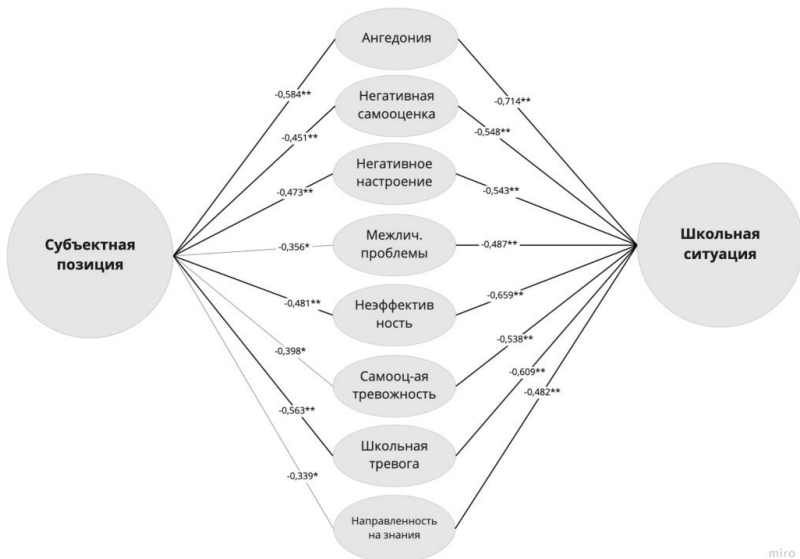 Ангедония
-0,584**
-0,714**
Негативная
самооценка
-0,451**
-0,548**
Негативное
настроение
-0,473**
-0,543**
Субъектная
позиция
Школьная
ситуация
Межлич.
проблемы
-0,356*
-0,487**
Неэффектив
ность
-0,481**
-0,659**
Самооц-ая
тревожность
-0,398*
-0,538**
Школьная
тревога
-0,563**
-0,609**
Направленность
на знания
-0,339*
-0,482**
miro